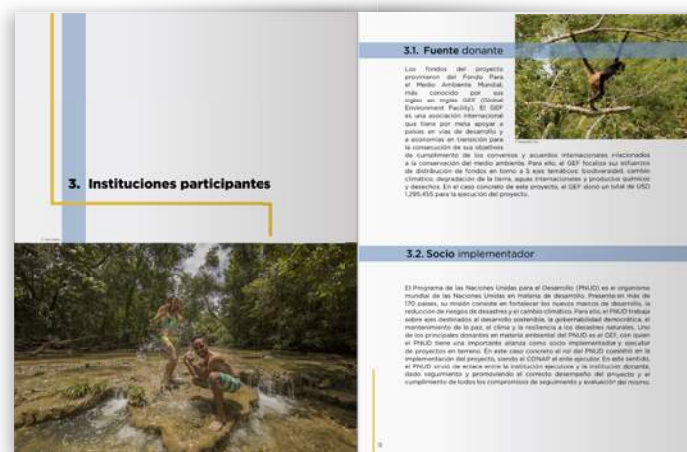 3. Instituciones participantes
3.1. Fuente donante
Los fondos del proyecto
provinieron del Fondo Para
el Medio Ambiente Mundial,
más conocido por sus
siglas en inglés GEF (Global
Environment Facility). El GEF
es una asociación internacional
que tiene por meta apoyar a
países en vías de desarrollo y
a economías en transición para
la consecución de sus objetivos
de cumplimiento de los convenios y acuerdos internacionales relacionados
a la conservación del medio ambiente. Para ello, el GEF focaliza sus esfuerzos
de distribución de fondos en torno a 5 ejes temáticos: biodiversidad, cambio
climático, degradación de la tierra, aguas internacionales y productos químicos
y desechos. En el caso concreto de este proyecto, el GEF donó un total de USD
1,295,455 para la ejecución del proyecto.
3.2. Socio implementador
El Programa de las Naciones Unidas para el Desarrollo (PNUD) es el organismo
mundial de las Naciones Unidas en materia de desarrollo. Presente en más de
170 países, su misión consiste en fortalecer los nuevos marcos de desarrollo, la
reducción de riesgos de desastres y el cambio climático. Para ello, el PNUD trabaja
sobre ejes destinados al desarrollo sostenible, la gobernabilidad democrática, el
mantenimiento de la paz, el clima y la resiliencia a los desastres naturales. Uno
de los principales donantes en materia ambiental del PNUD es el GEF, con quien
el PNUD tiene una importante alianza como socio implementador y ejecutor
de proyectos en terreno. En este caso concreto el rol del PNUD consistió en la
implementación del proyecto, siendo el CONAP el ente ejecutor. En este sentido,
el PNUD sirvió de enlace entre la institución ejecutora y la institución donante,
dado seguimiento y promoviendo el correcto desempeño del proyecto y el
cumplimiento de todos los compromisos de seguimiento y evaluación del mismo.